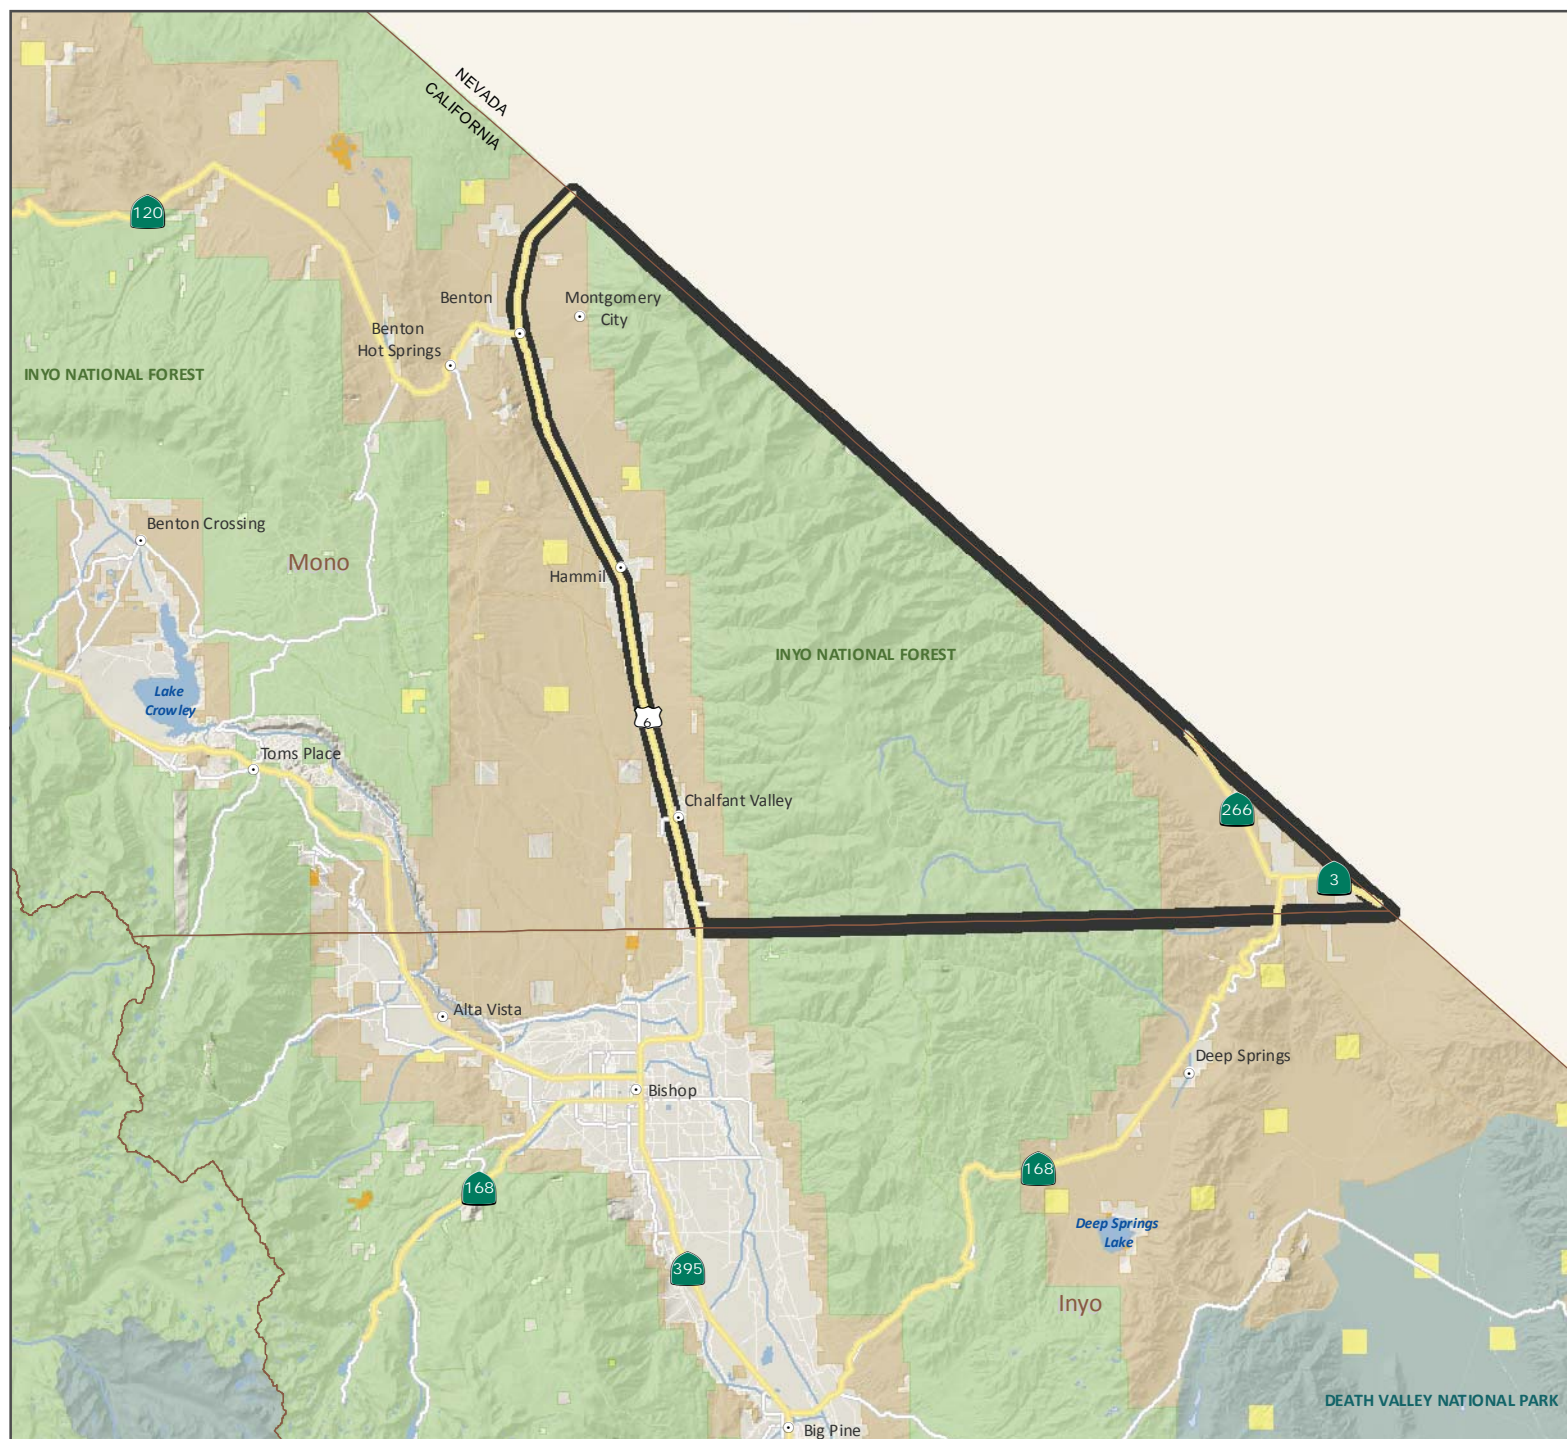 NEVADA
CALIFORNIA
120
Benton
Montgomery
City
Benton
Hot Springs
INYO NATIONAL FOREST
Benton Crossing
Mono
Hammil
INYO NATIONAL FOREST
Lake
Crowley
6
Toms Place
Chalfant Valley
266
3
Alta Vista
Deep Springs
Bishop
168
168
Deep Springs
Lake
395
Inyo
DEATH VALLEY NATIONAL PARK
Big Pine